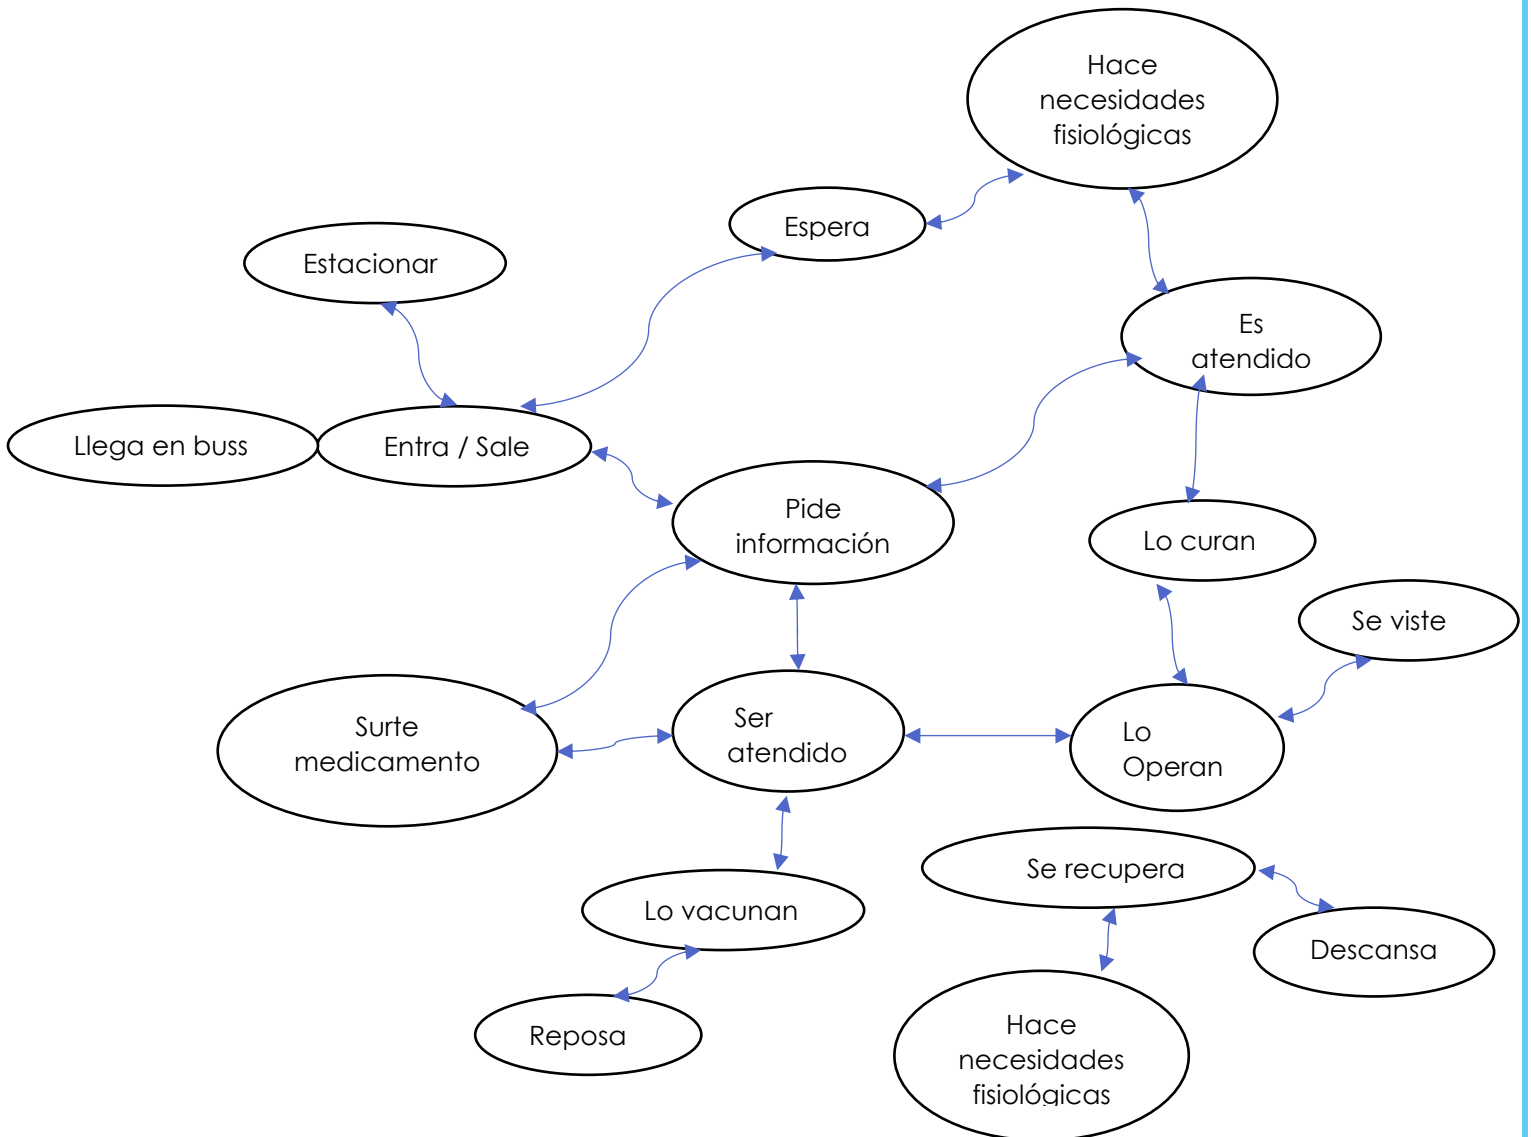 Hace
necesidades
fisiológicas
Espera
Estacionar
Es
atendido
Llega en buss
Entra / Sale
Pide
información
Lo curan
Se viste
Surte
medicamento
Ser
atendido
Lo
Operan
Se recupera
Lo vacunan
Descansa
Reposa
Hace
necesidades
fisiológicas